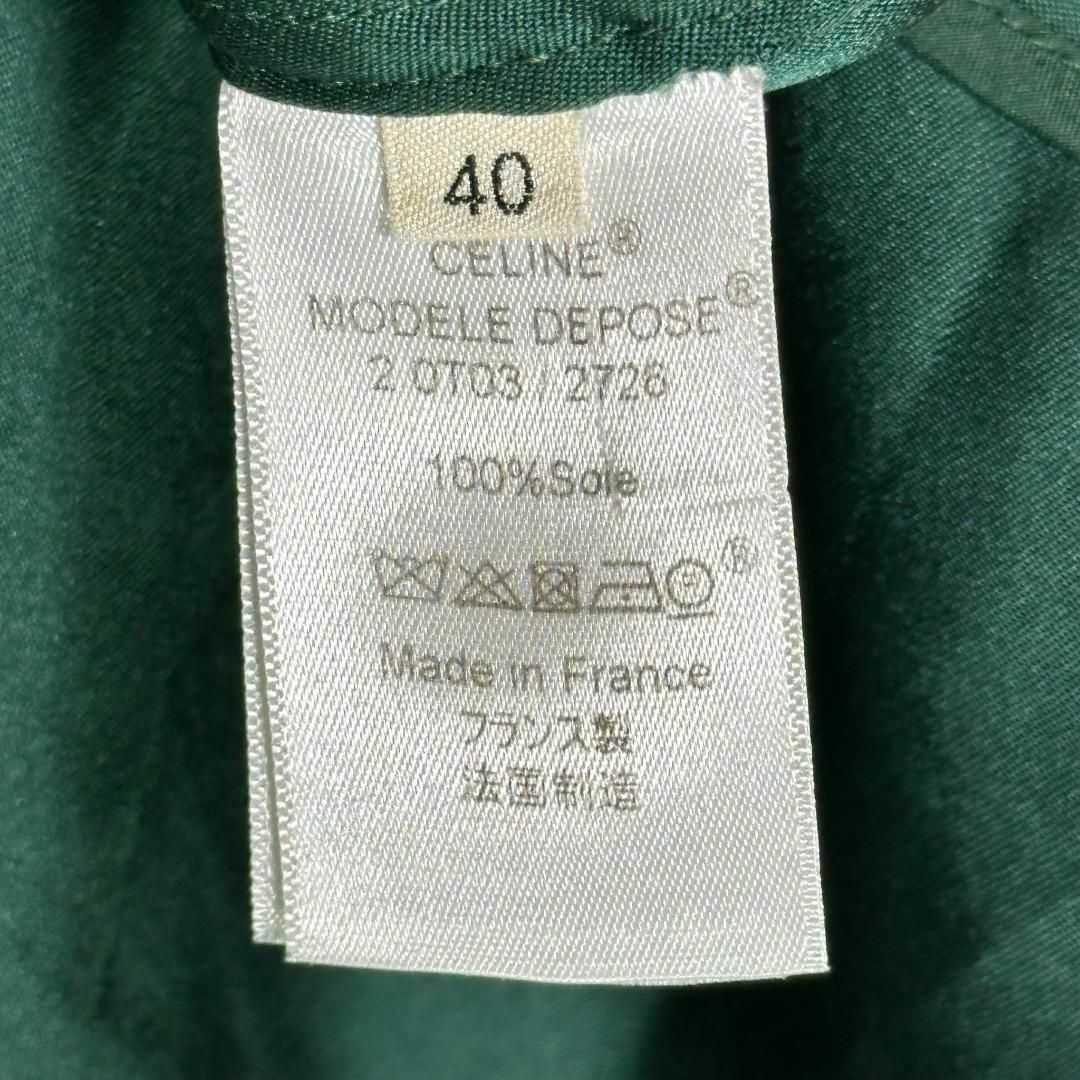 40
CELINE®
MODELE DEPOSE®
2 0T03 / 2726
100%Soie
P ®
Made in France
フランス製
法国制造